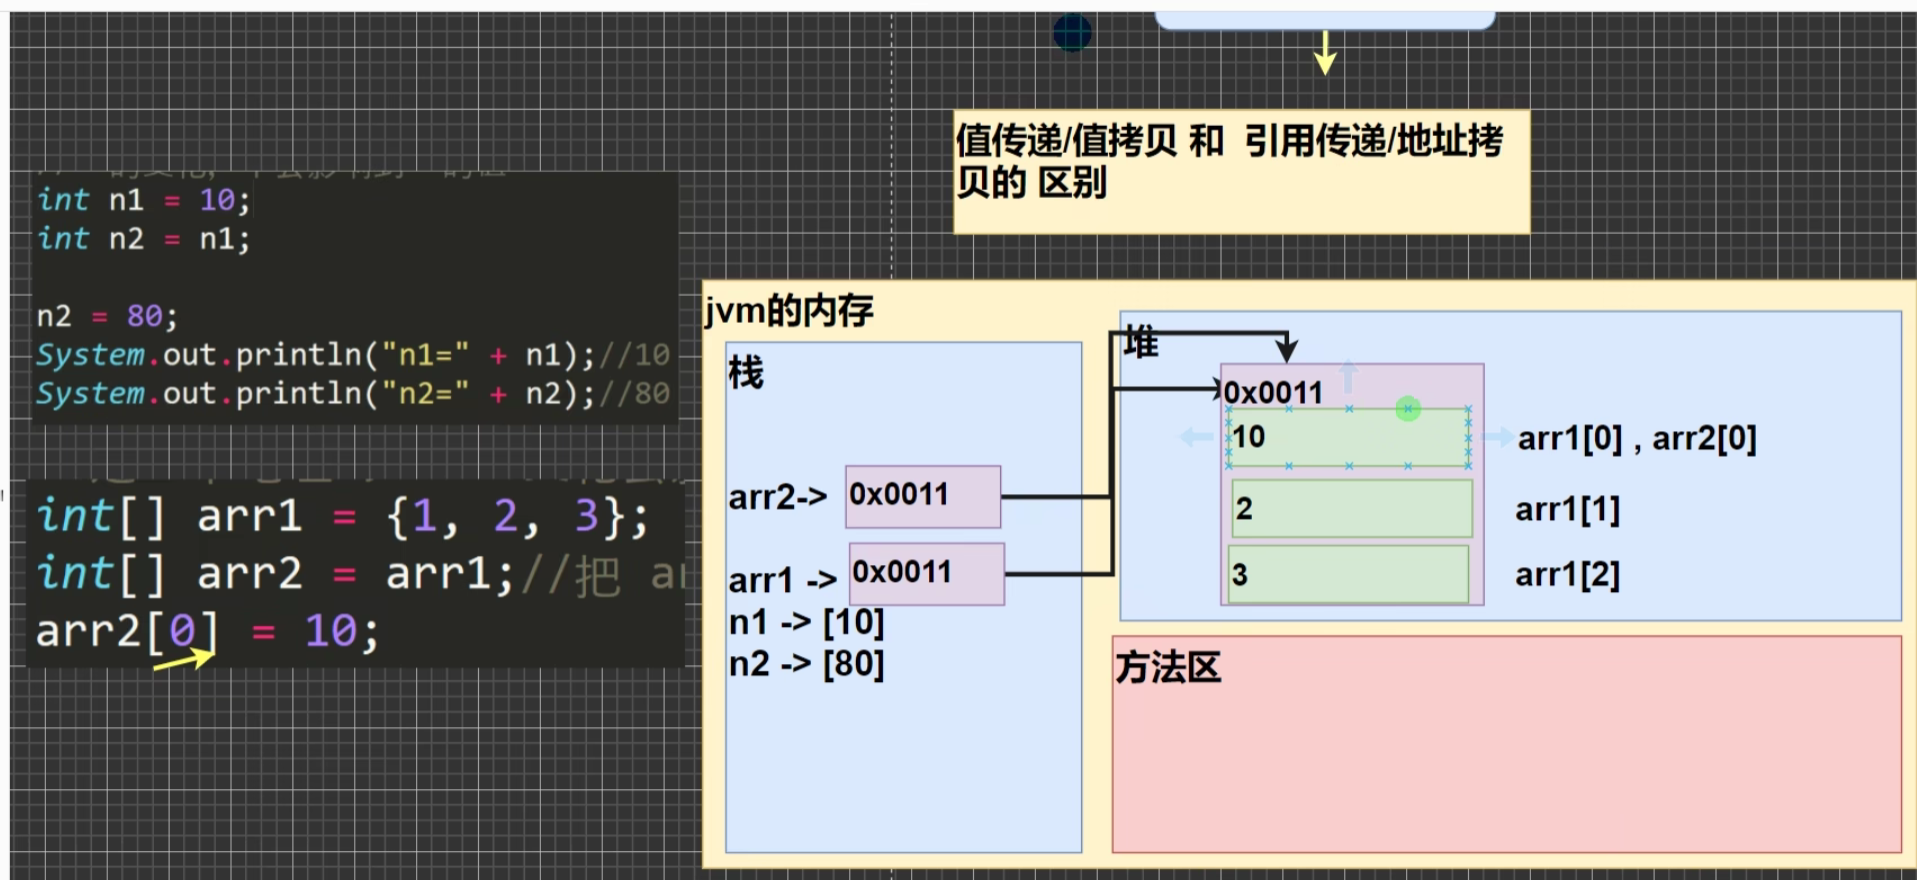 值传递/值拷贝 和 引用传递/地址拷
贝的 区别
int n1 = 10;
int n2 = n1;
n2 = 80;
System.out.println("n1=" + n1);//10
System.out.println("n2=" + n2);//80
int[] arr1 = {1, 2, 3};
int[] arr2 = arr1;//把 a
arr2[0] = 10;
jvm的内存
栈
arr2-> 0x0011
arr1 -> 0x0011
n1 -> [10]
n2 -> [80]
堆
0x0011
10 arr1[0] , arr2[0]
2 arr1[1]
3 arr1[2]
方法区